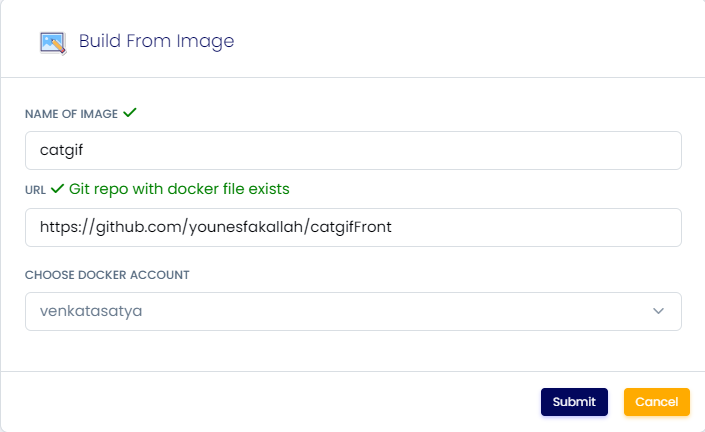 Build From Image
NAME OF IMAGE
catgif
URL Git repo with docker file exists
https://github.com/younesfakallah/catgifFront
CHOOSE DOCKER ACCOUNT
venkatasatya
Submit Cancel